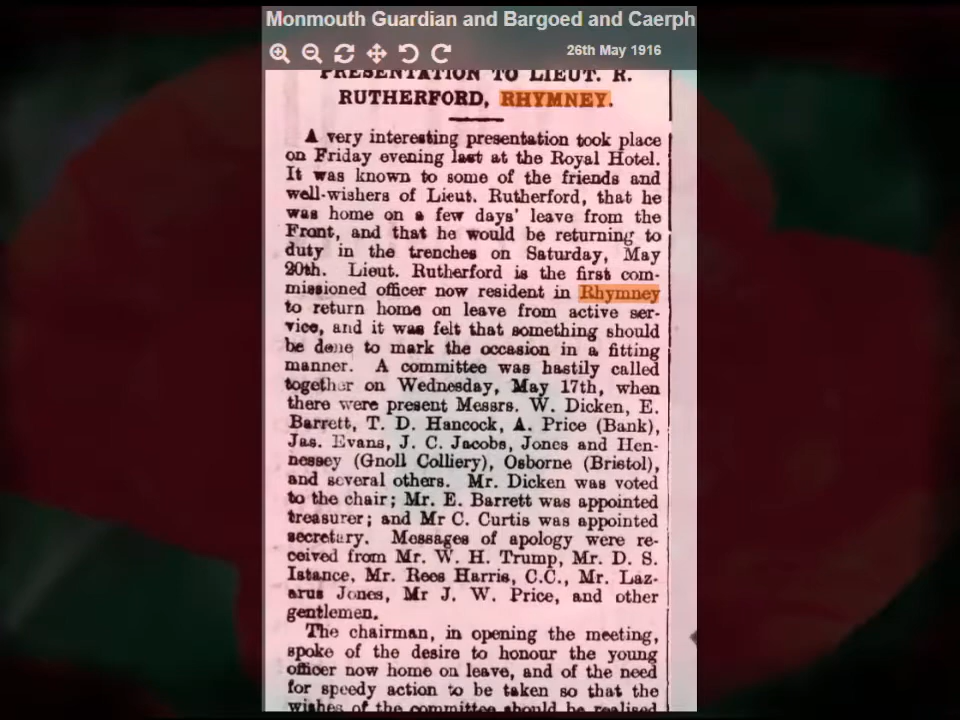 Monmouth Guardian and Bargoed and Caerph
26th May 1916
PRESENTATION TO LIEUT. R.
RUTHERFORD, RHYMNEY.
A very interesting presentation took place
on Friday evening last at the Royal Hotel.
It was known to some of the friends and
well-wishers of Lieut. Rutherford, that he
was home on a few days' leave from the
Front, and that he would be returning to
duty in the trenches on Saturday, May
20th. Lieut. Rutherford is the first com-
missioned officer now resident in Rhymney
to return home on leave from active ser-
vice, and it was felt that something should
be done to mark the occasion in a fitting
manner. A committee was hastily called
together on Wednesday, May 17th, when
there were present Messrs. W. Dicken, E.
Barrett, T. D. Hancock, A. Price (Bank),
Jas. Evans, J. C. Jacobs, Jones and Hen-
nessey (Gnoll Colliery), Osborne (Bristol),
and several others. Mr. Dicken was voted
to the chair; Mr. E. Barrett was appointed
treasurer; and Mr C. Curtis was appointed
secretary. Messages of apology were re-
ceived from Mr. W. H. Trump, Mr. D. S.
Istance, Mr. Rees Harris, C.C., Mr. Laz-
arus Jones, Mr J. W. Price, and other
gentlemen.
The chairman, in opening the meeting,
spoke of the desire to honour the young
officer now home on leave, and of the need
for speedy action to be taken so that the
wishes of the committee should be realised